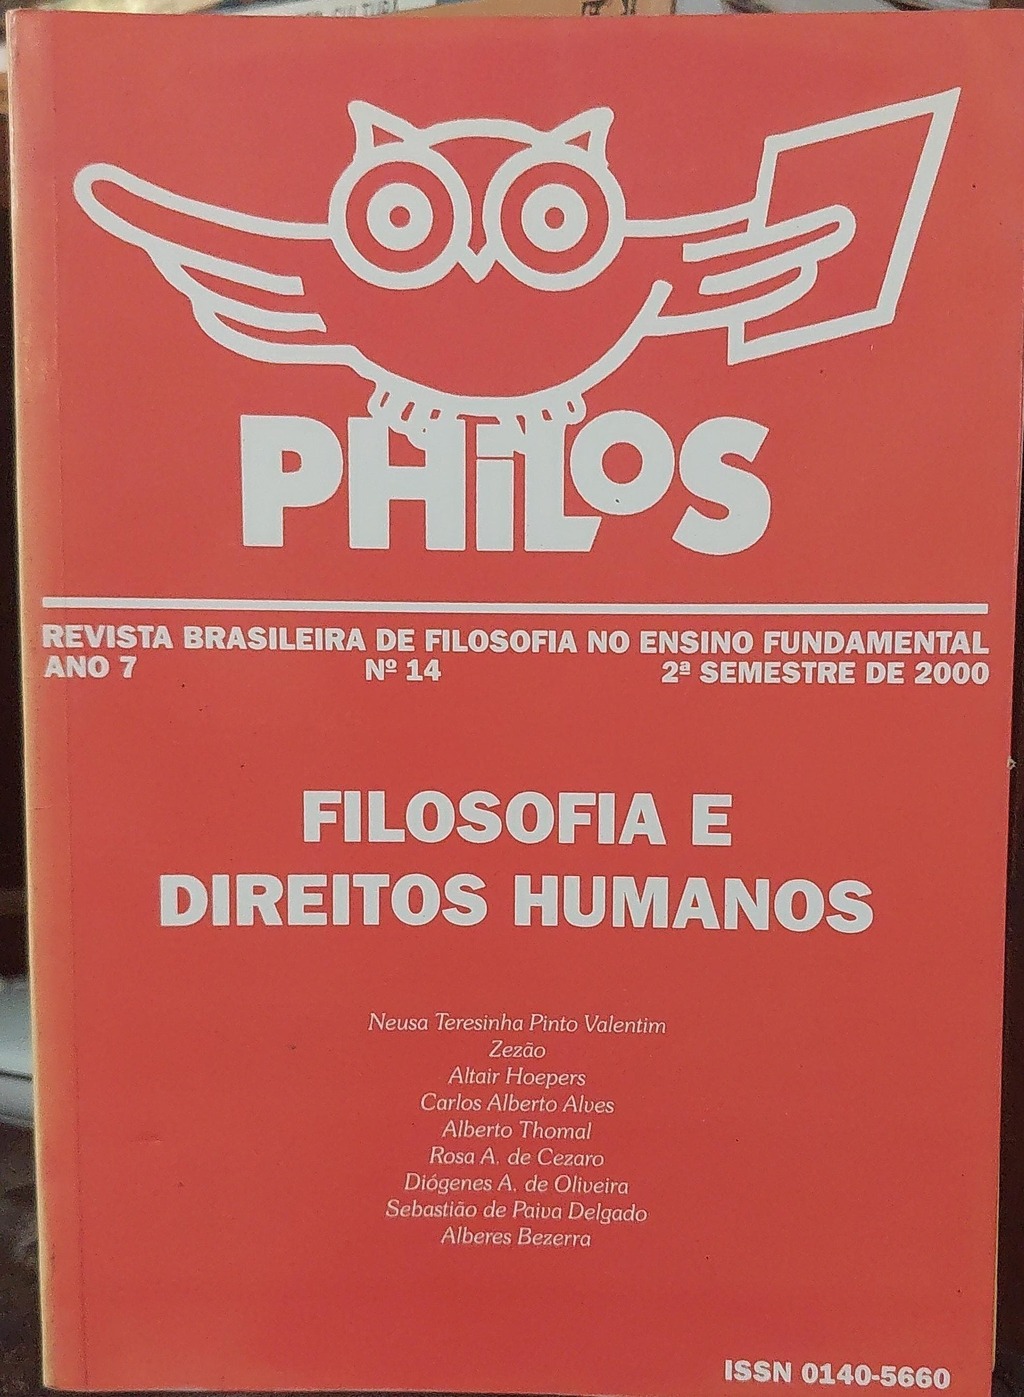 PHiLOS
REVISTA BRASILEIRA DE FILOSOFIA NO ENSINO FUNDAMENTAL
ANO 7 Nº 14 2ª SEMESTRE DE 2000
FILOSOFIA E
DIREITOS HUMANOS
Neusa Teresinha Pinto Valentim
Zezão
Altair Hoepers
Carlos Alberto Alves
Alberto Thomal
Rosa A. de Cezaro
Diógenes A. de Oliveira
Sebastião de Paiva Delgado
Alberes Bezerra
ISSN 0140-5660